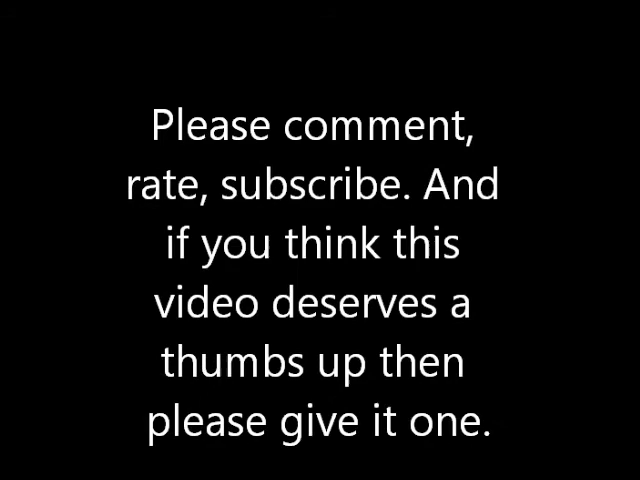 Please comment,
rate, subscribe. And
if you think this
video deserves a
thumbs up then
please give it one.